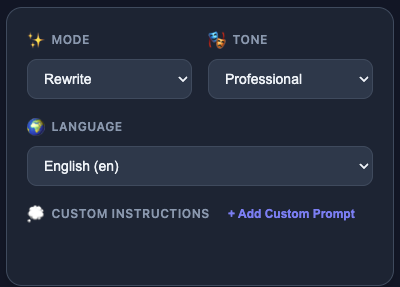 ✨ MODE
🎭 TONE
Rewrite
Professional
🌍 LANGUAGE
English (en)
💭 CUSTOM INSTRUCTIONS + Add Custom Prompt